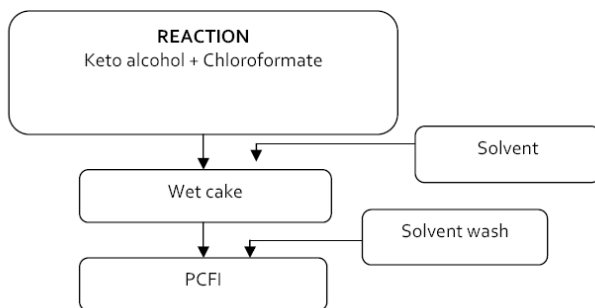 REACTION
Keto alcohol + Chloroformate
Solvent
Wet cake
Solvent wash
PCFI